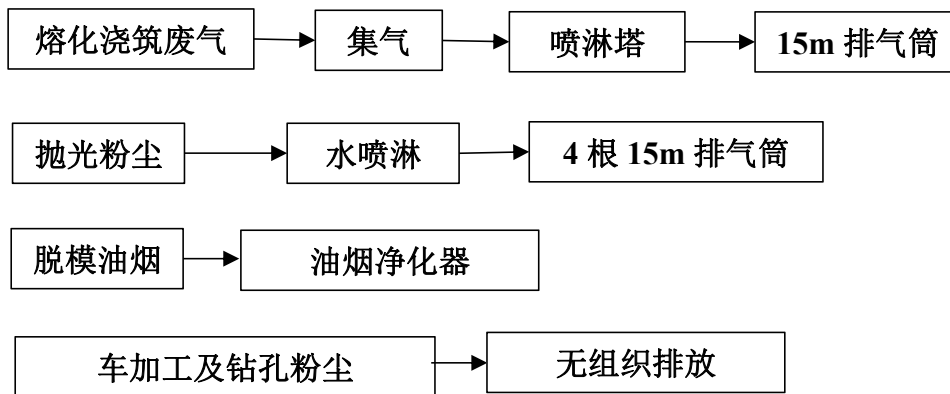 熔化浇筑废气 集气 喷淋塔 15m 排气筒
抛光粉尘 水喷淋 4 根 15m 排气筒
脱模油烟 油烟净化器
车加工及钻孔粉尘 无组织排放